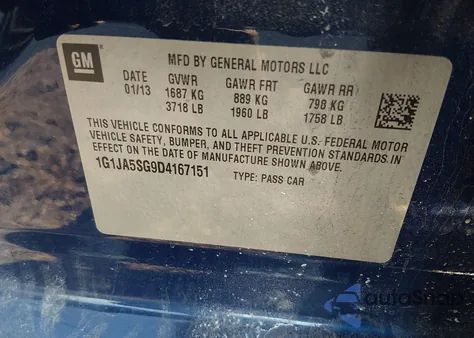 GM
MFD BY GENERAL MOTORS LLC
DATE GVWR GAWR FRT GAWR RR
01/13 1687 KG 889 KG 798 KG
3718 LB 1960 LB 1758 LB
THIS VEHICLE CONFORMS TO ALL APPLICABLE U.S. FEDERAL MOTOR
VEHICLE SAFETY, BUMPER, AND THEFT PREVENTION STANDARDS.IN
EFFECT ON THE DATE OF MANUFACTURE SHOWN ABOVE.
1G1JA5SG9D4167151 TYPE: PASS CAR
autoSnap